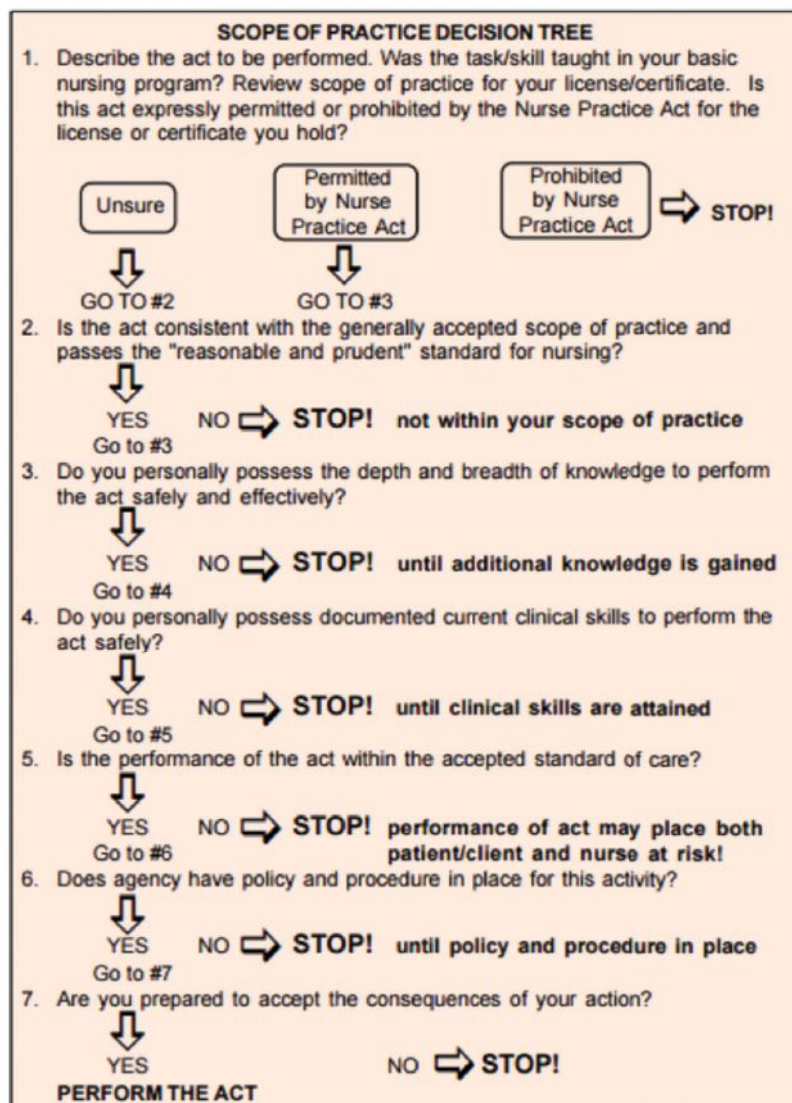 SCOPE OF PRACTICE DECISION TREE
1. Describe the act to be performed. Was the task/skill taught in your basic
nursing program? Review scope of practice for your license/certificate. Is
this act expressly permitted or prohibited by the Nurse Practice Act for the
license or certificate you hold?
Unsure
Permitted
by Nurse
Practice Act
Prohibited
by Nurse
Practice Act
STOP!
GO TO #2
GO TO #3
2. Is the act consistent with the generally accepted scope of practice and
passes the "reasonable and prudent" standard for nursing?
YES NO STOP! not within your scope of practice
Go to #3
3. Do you personally possess the depth and breadth of knowledge to perform
the act safely and effectively?
YES NO STOP! until additional knowledge is gained
Go to #4
4. Do you personally possess documented current clinical skills to perform the
act safely?
YES NO STOP! until clinical skills are attained
Go to #5
5. Is the performance of the act within the accepted standard of care?
YES NO STOP! performance of act may place both
Go to #6 patient/client and nurse at risk!
6. Does agency have policy and procedure in place for this activity?
YES NO STOP! until policy and procedure in place
Go to #7
7. Are you prepared to accept the consequences of your action?
YES NO STOP!
PERFORM THE ACT